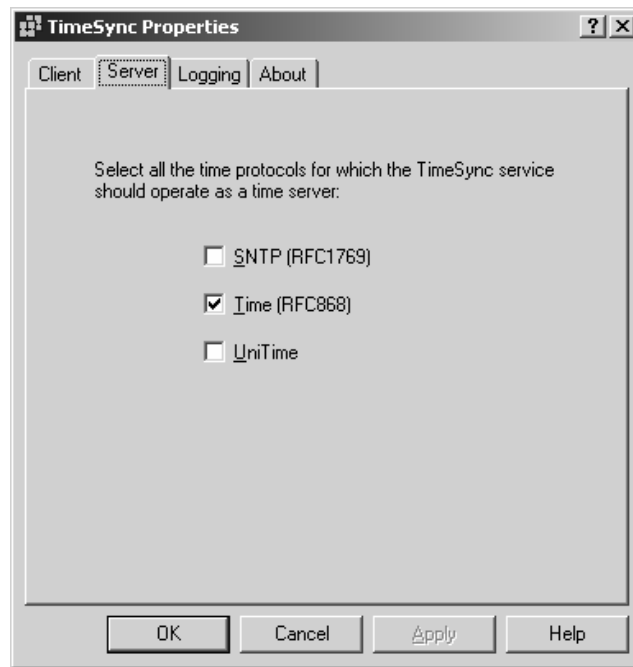 TimeSync Properties
Client Server Logging About
Select all the time protocols for which the TimeSync service
should operate as a time server:
SNTP (RFC1769)
Time (RFC868)
UniTime
OK Cancel Apply Help